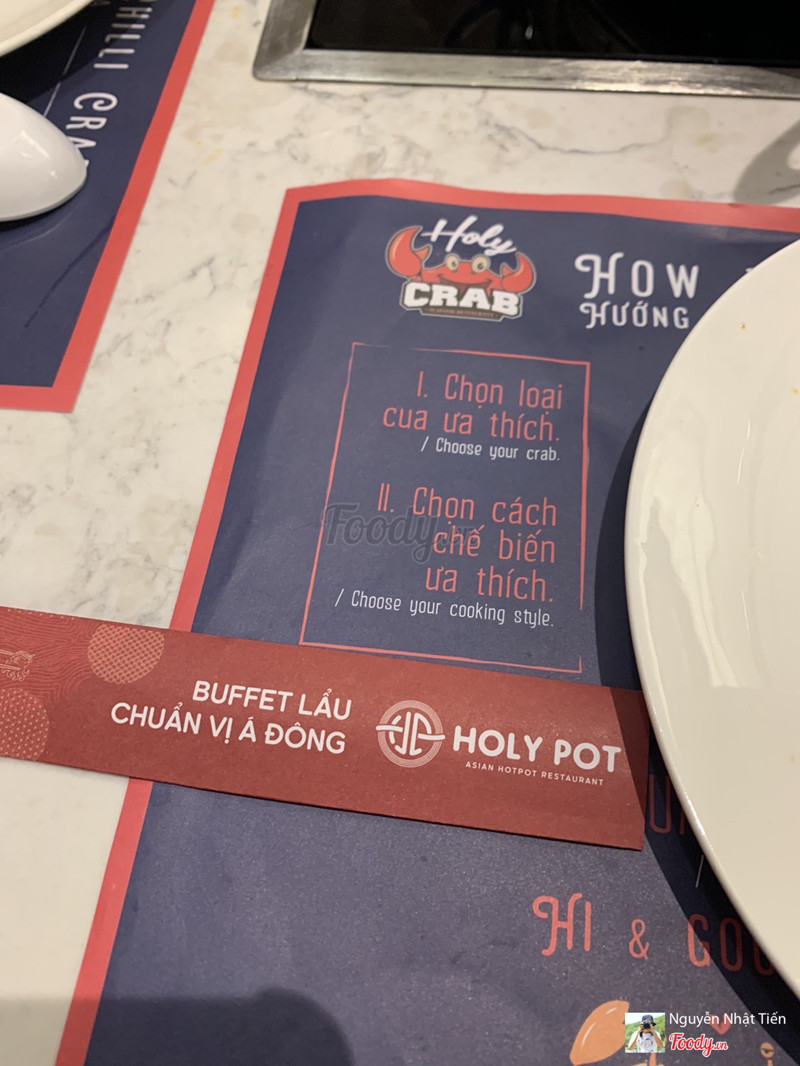 CHILLI
Holy
CRAB
HOW
HƯỚNG
I. Chọn loại
cua ưa thích.
/ Choose your crab.
II. Chọn cách
chế biến
ưa thích.
/ Choose your cooking style.
Foody.vn
BUFFET LẨU
CHUẨN VỊ Á ĐÔNG
HOLY POT
ASIAN HOTPOT RESTAURANT
HI &
Nguyễn Nhật Tiến
Foody.vn